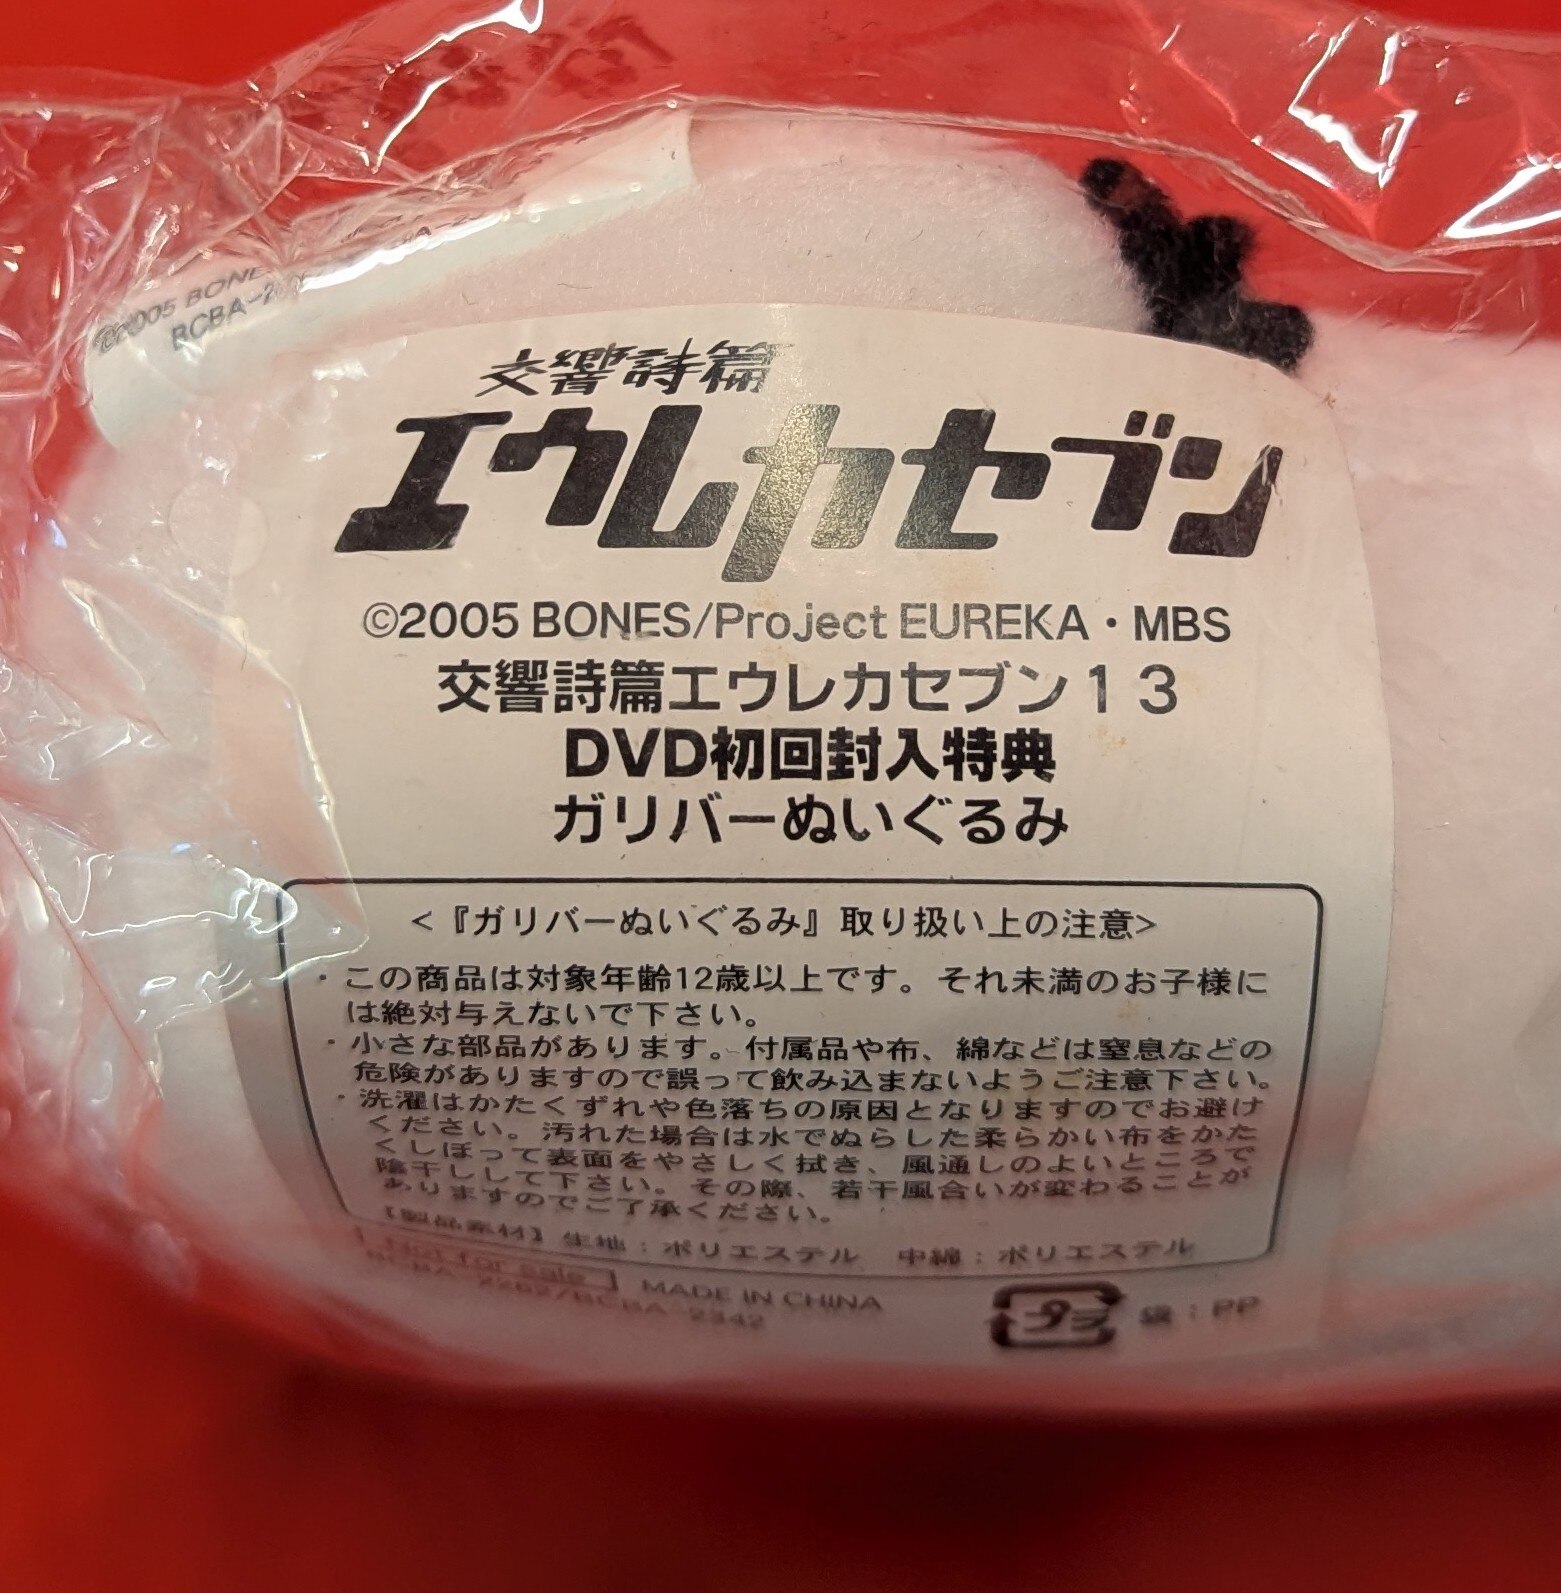 ©2005 BONE
RCBA-2
交響詩篇
エウレカセブン
©2005 BONES/Project EUREKA・MBS
交響詩篇エウレカセブン13
DVD初回封入特典
ガリバーぬいぐるみ
<『ガリバーぬいぐるみ』取り扱い上の注意>
・この商品は対象年齢12歳以上です。それ未満のお子様に
は絶対与えないで下さい。
・小さな部品があります。付属品や布、綿などは窒息などの
危険がありますので誤って飲み込まないようご注意下さい。
・洗濯はかたくずれや色落ちの原因となりますのでお避け
ください。汚れた場合は水でぬらした柔らかい布をかた
くしぼって表面をやさしく拭き、風通しのよいところで
陰干しして下さい。その際、若干風合いが変わることが
ありますのでご了承ください。
【製品素材】生地：ポリエステル　中綿：ポリエステル
Not for sale MADE IN CHINA
BCBA-2262/BCBA-2342
プラ 袋：PP